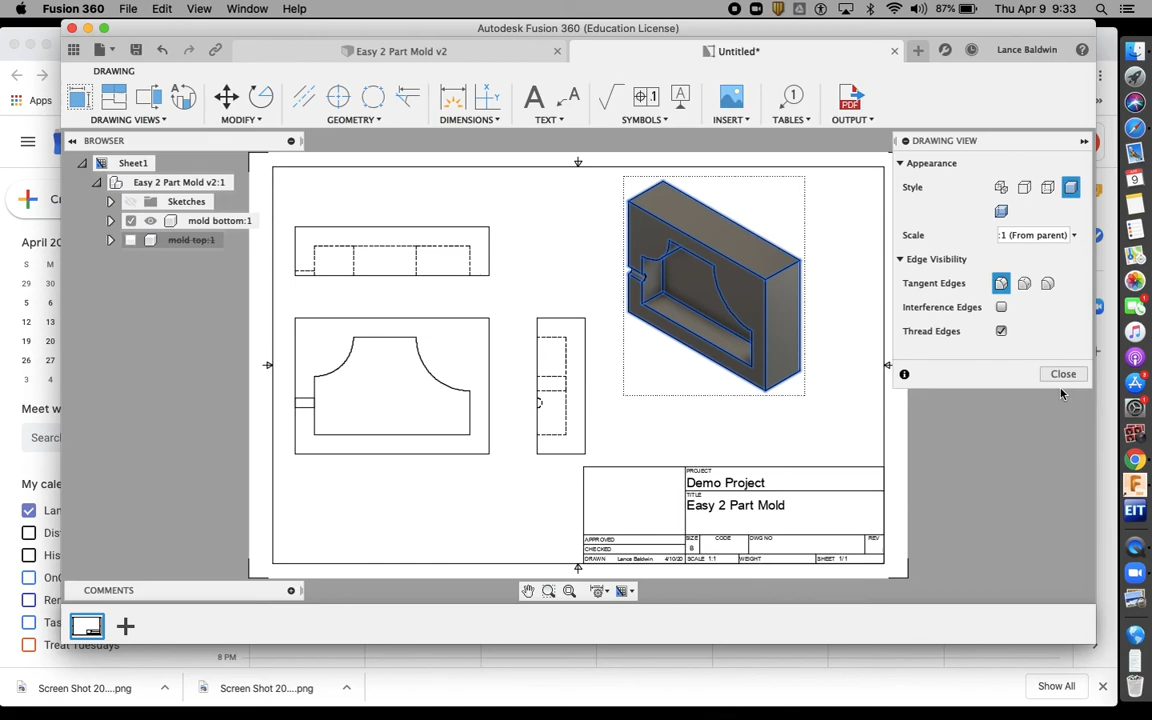 Fusion 360 File Edit View Window Help
87% Thu Apr 9 9:33
Autodesk Fusion 360 (Education License)
Easy 2 Part Mold v2
Untitled*
Lance Baldwin
Apps
DRAWING
DRAWING VIEWS
MODIFY
GEOMETRY
DIMENSIONS
TEXT
SYMBOLS
INSERT
TABLES
OUTPUT
BROWSER
Sheet1
Easy 2 Part Mold v2:1
Sketches
mold bottom:1
mold top:1
DRAWING VIEW
Appearance
Style
Scale :1 (From parent)
Edge Visibility
Tangent Edges
Interference Edges
Thread Edges
Close
April 20
S M
29 30
5 6
12 13
19 20
26 27
3 4
Meet w
Search
My cale
Lan
Dist
His
OnC
Ren
Tas
Treat Tuesdays
PROJECT
Demo Project
TITLE
Easy 2 Part Mold
APPROVED
CHECKED
DRAWN Lance Baldwin 4/10/20
SIZE CODE DWG NO REV
B
SCALE 1:1 WEIGHT SHEET 1/1
COMMENTS
8 PM
Screen Shot 20....png
Screen Shot 20....png
Show All